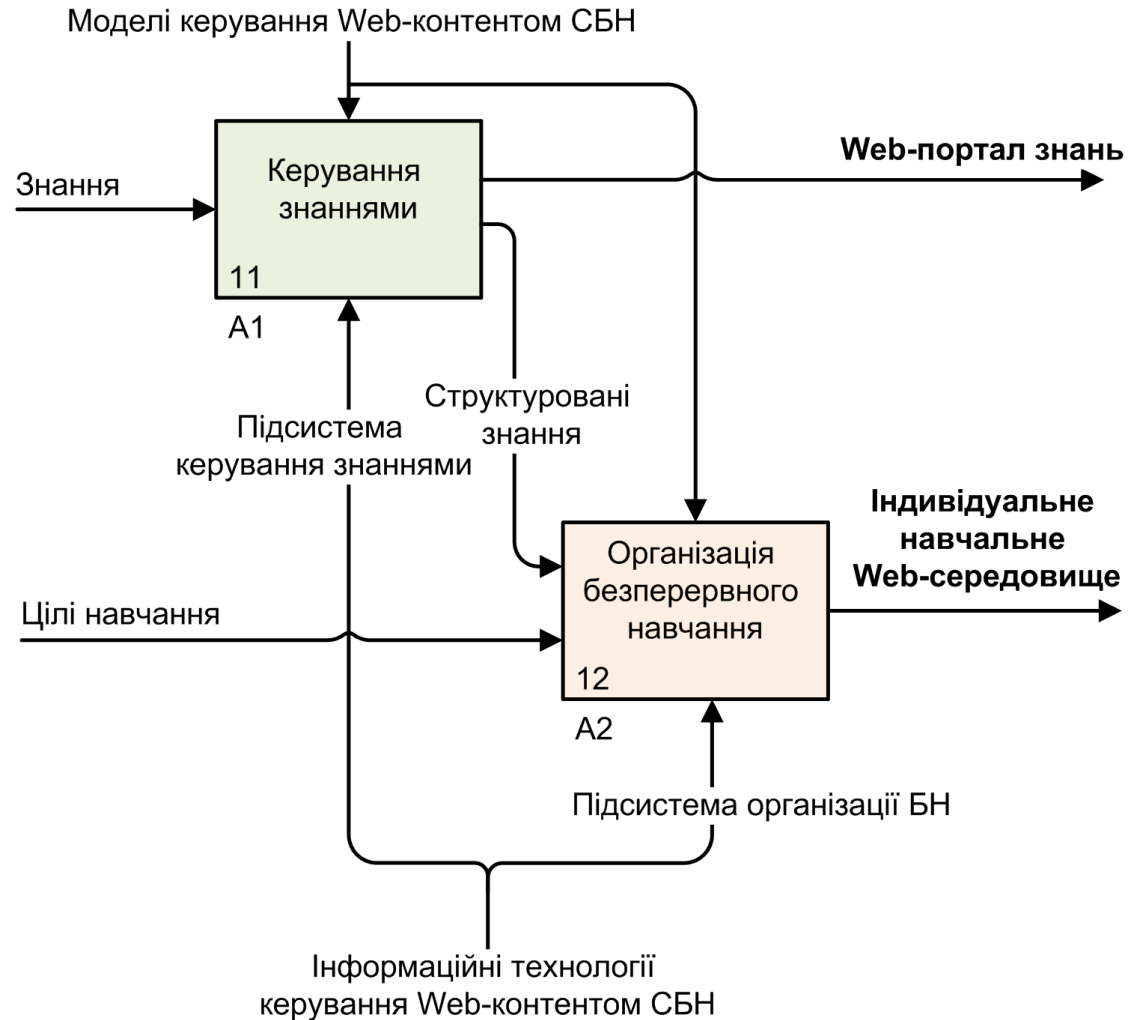 Моделі керування Web-контентом СБН
Web-портал знань
Знання
Керування
знаннями
11
A1
Структуровані
знання
Підсистема
керування знаннями
Індивідуальне
навчальне
Web-середовище
Організація
безперервного
навчання
Цілі навчання
12
A2
Підсистема організації БН
Інформаційні технології
керування Web-контентом СБН